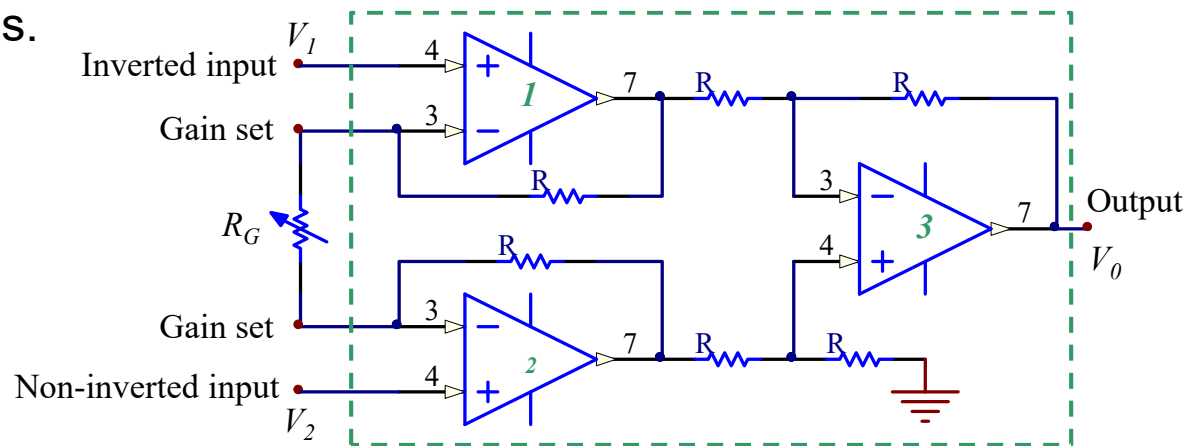 s.
V1
Inverted input
4
+
1
7
R
R
Gain set
3
−
R
3
−
3
7
Output
RG
R
4
+
V0
Gain set
3
−
2
7
R
R
Non-inverted input
4
+
V2